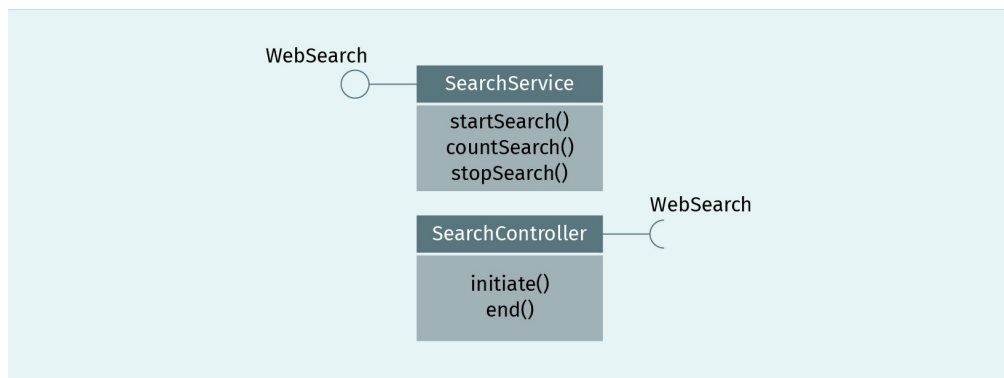 WebSearch
SearchService
startSearch()
countSearch()
stopSearch()
WebSearch
SearchController
initiate()
end()